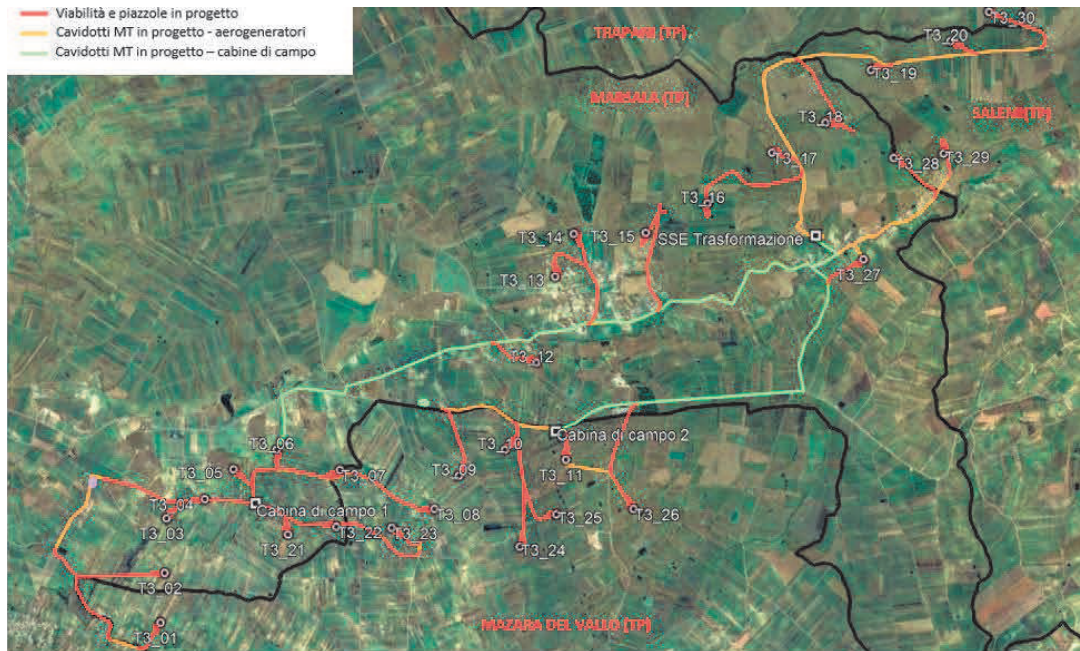 Viabilità e piazzole in progetto
Cavidotti MT in progetto - aerogeneratori
Cavidotti MT in progetto – cabine di campo
TRAPANI (TP)
T3_30
T3_20
T3_19
MARSALA (TP)
SALEMI (TP)
T3_18
T3_17
T3_28
T3_29
T3_16
T3_14
T3_15
SSE Trasformazione
T3_13
T3_27
T3_12
Cabina di campo 2
T3_06
T3_10
T3_05
T3_07
T3_09
T3_11
T3_04
Cabina di campo 1
T3_03
T3_08
T3_25
T3_26
T3_21
T3_22
T3_23
T3_24
T3_02
T3_01
MAZARA DEL VALLO (TP)